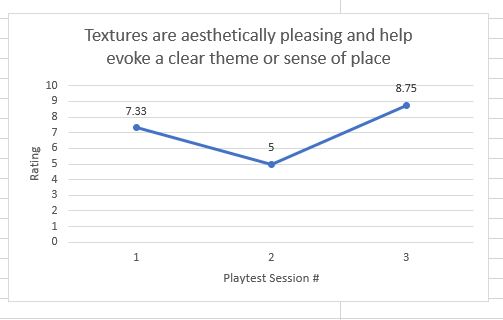 Textures are aesthetically pleasing and help
evoke a clear theme or sense of place
10
9
8
7
6
5
4
3
2
1
0
Rating
7.33
5
8.75
1 2 3
Playtest Session #